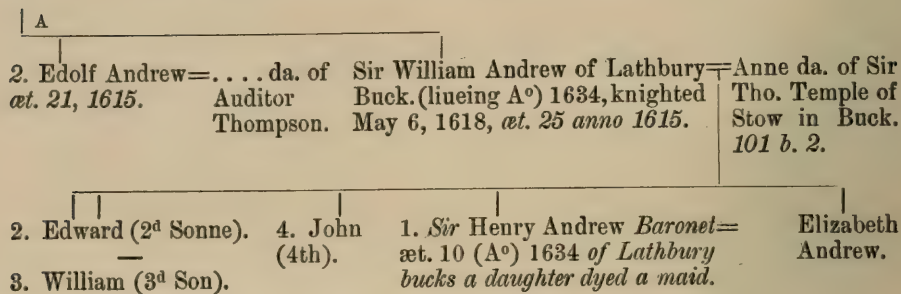 A
2. Edolf Andrew=.... da. of
æt. 21, 1615. Auditor
Thompson.
Sir William Andrew of Lathbury=
Buck. (liueing Aº) 1634, knighted
May 6, 1618, æt. 25 anno 1615.
Anne da. of Sir
Tho. Temple of
Stow in Buck.
101 b. 2.
2. Edward (2ᵈ Sonne).
—
3. William (3ᵈ Son).
4. John
(4th).
1. Sir Henry Andrew Baronet=
æt. 10 (Aº) 1634 of Lathbury
bucks a daughter dyed a maid.
Elizabeth
Andrew.